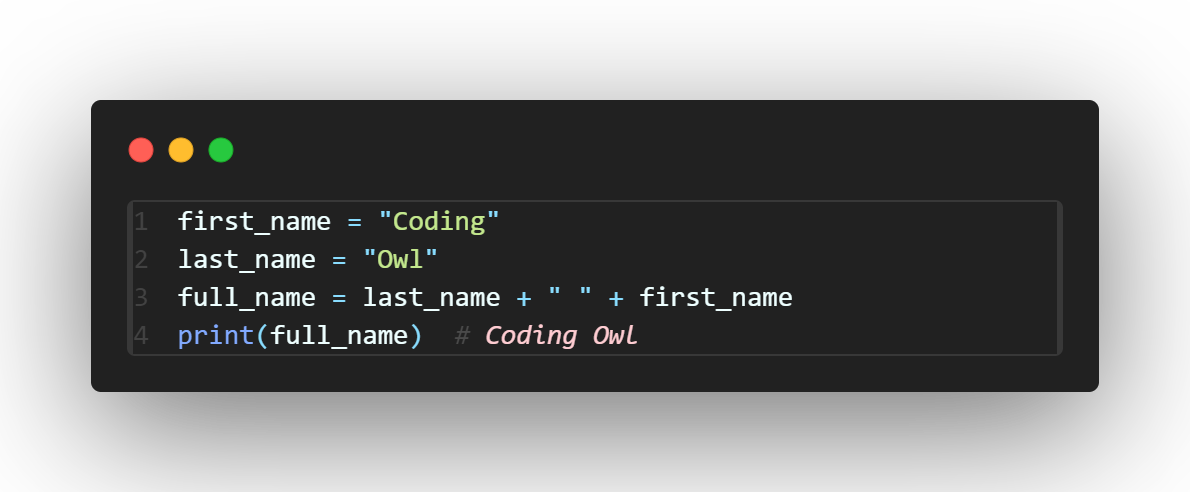 1 first_name = "Coding"
2 last_name = "Owl"
3 full_name = last_name + " " + first_name
4 print(full_name)  # Coding Owl